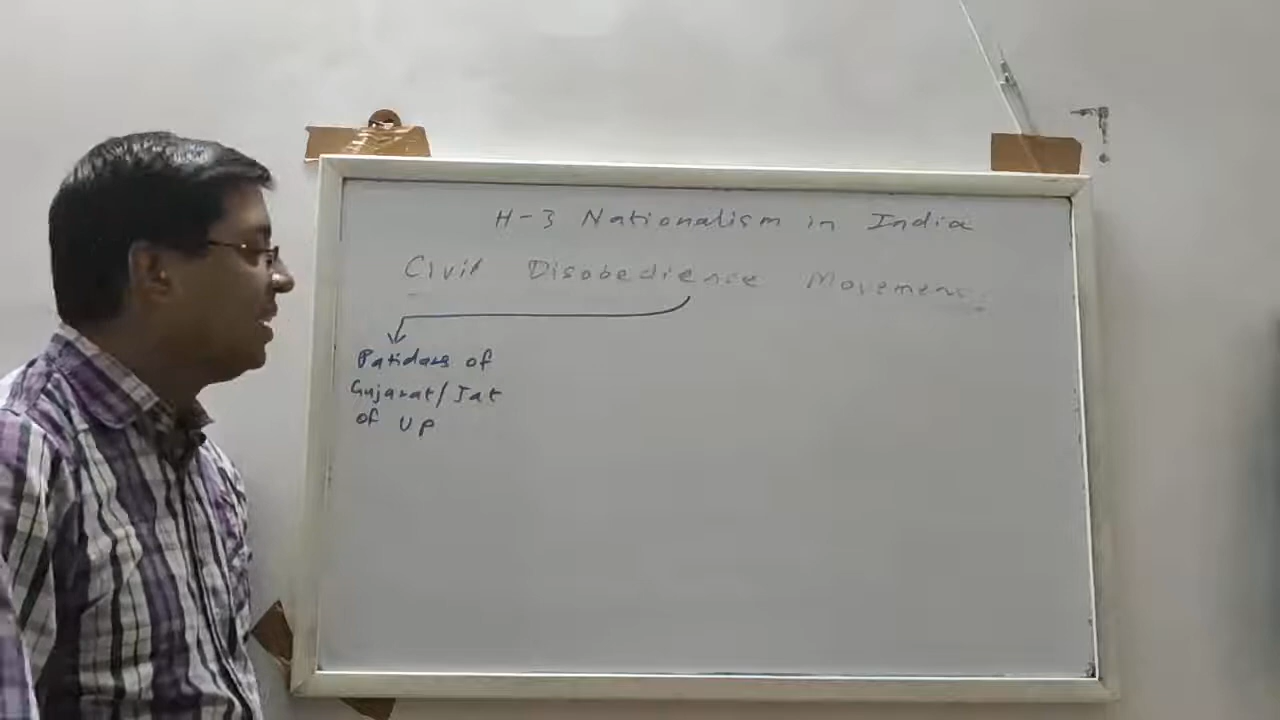 H-3 Nationalism in India
Civil Disobedience Movement
Patidars of
Gujarat/Jat
of UP